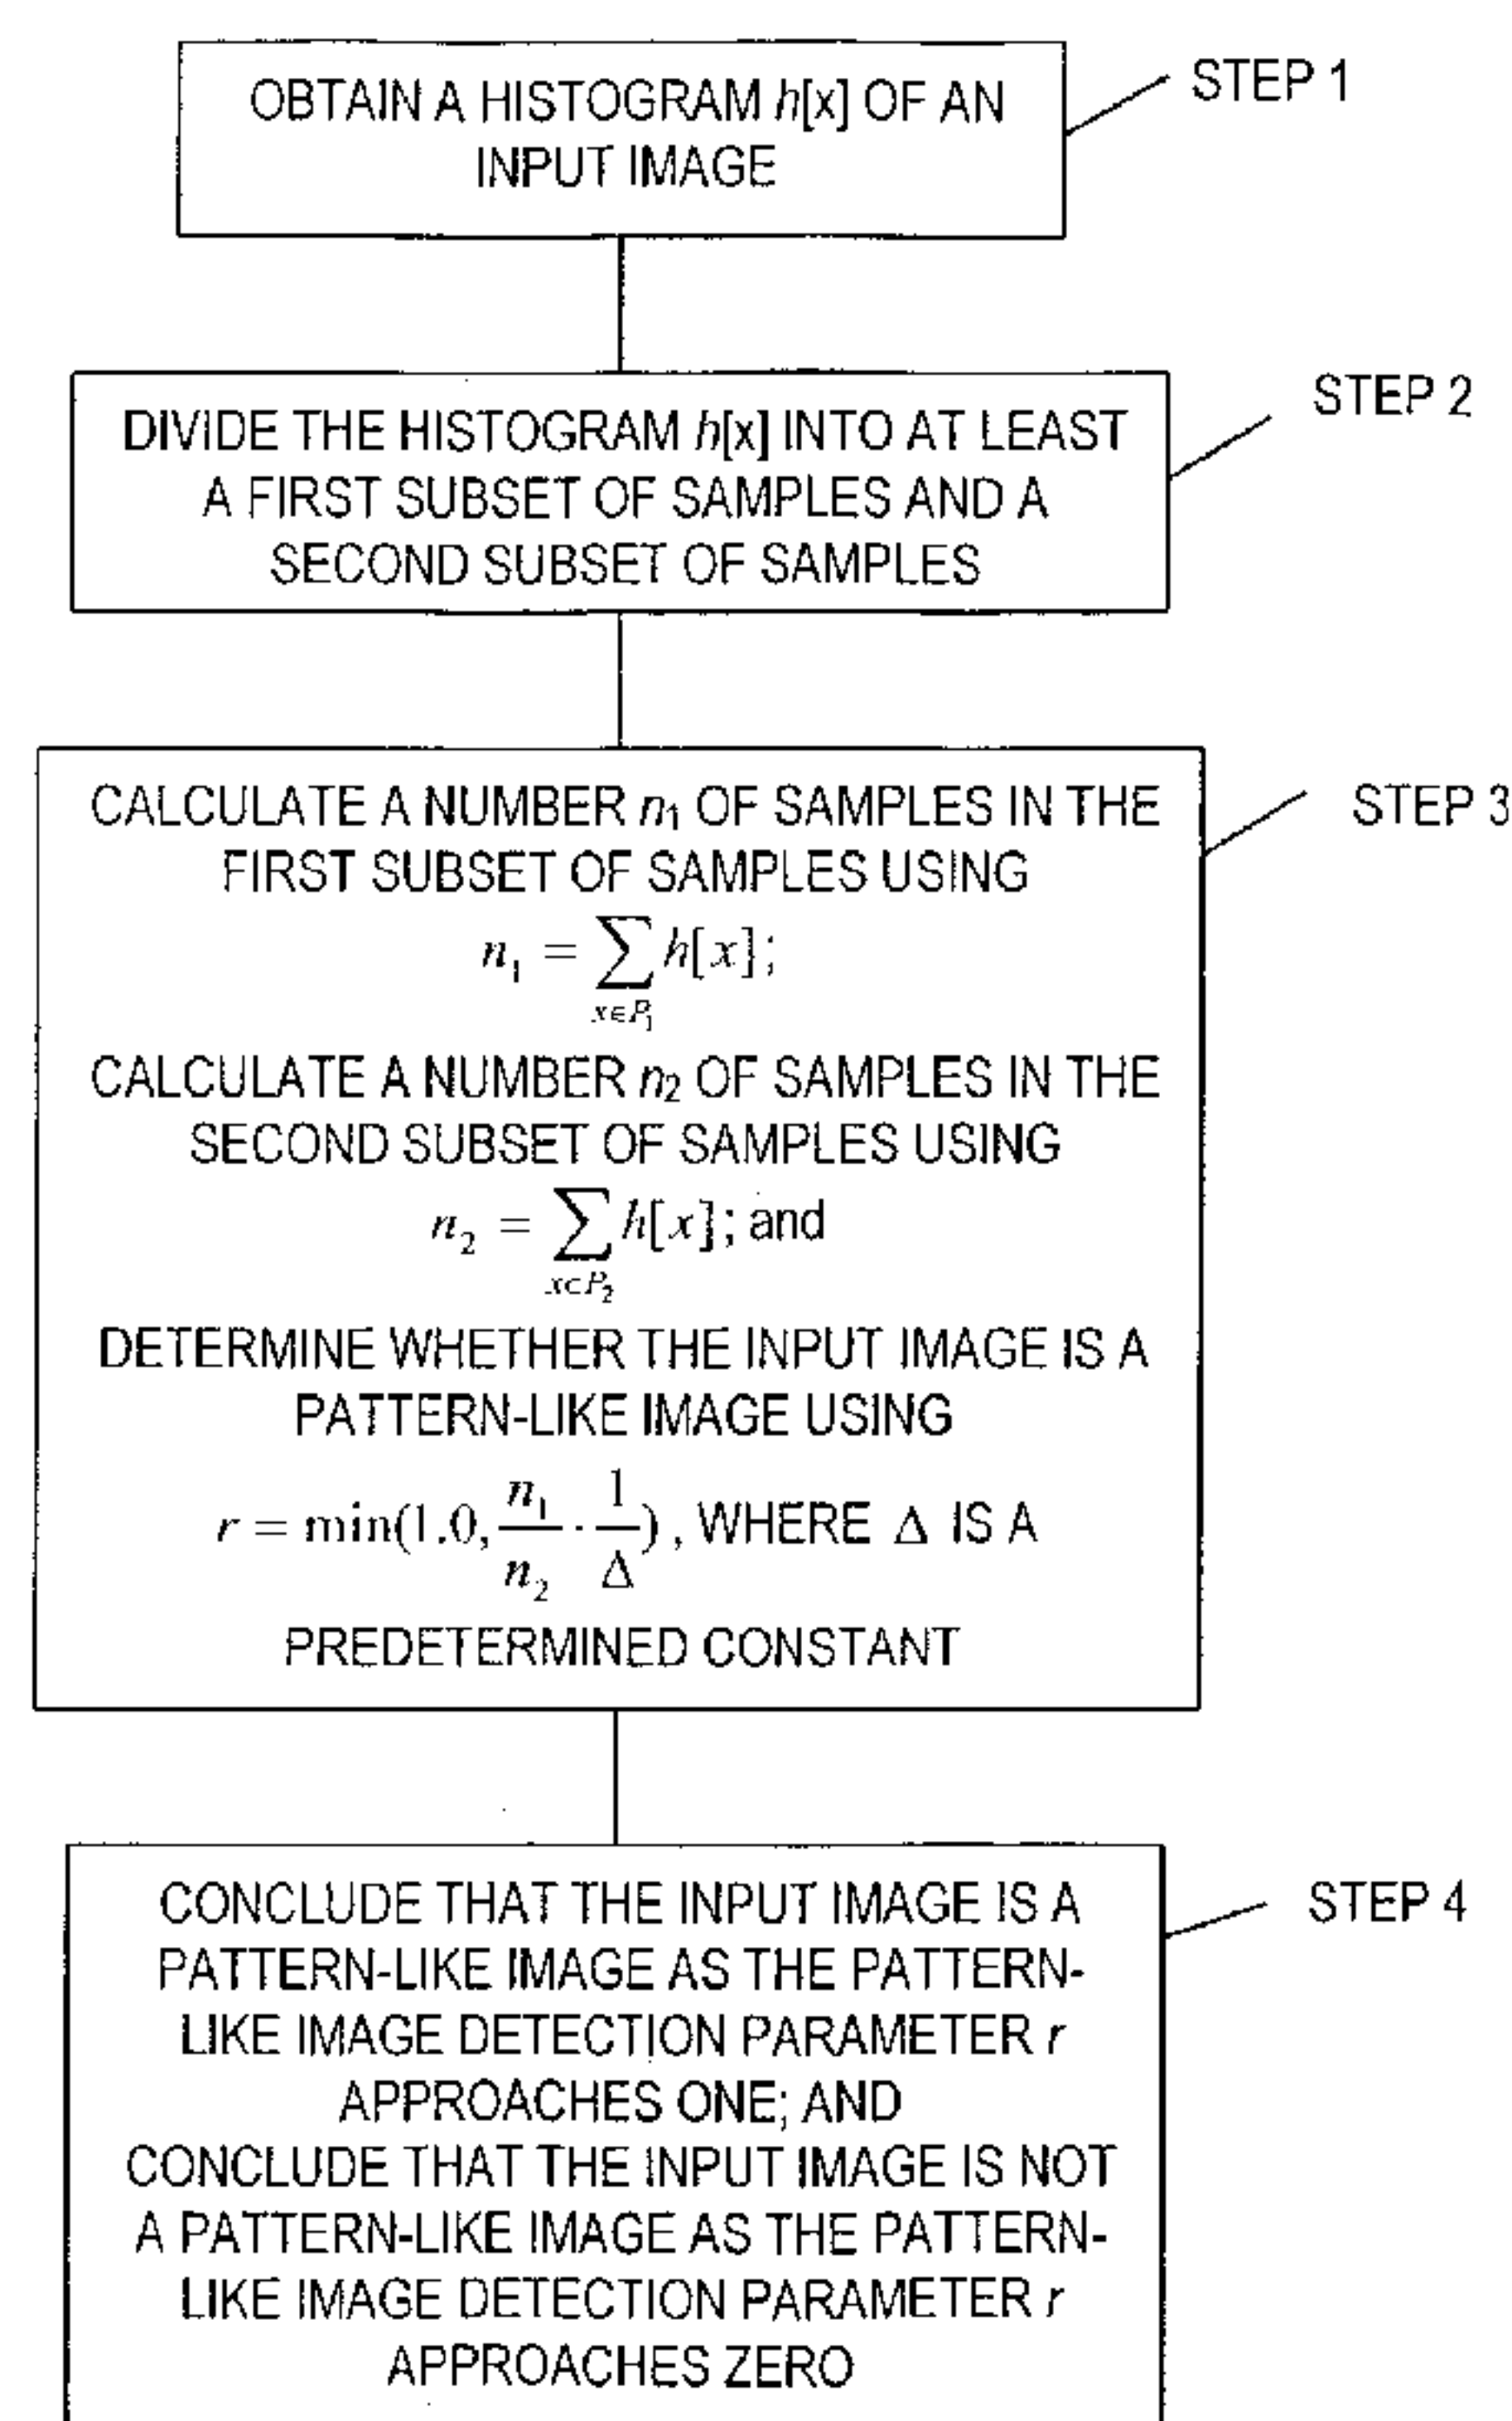 OBTAIN A HISTOGRAM h[x] OF AN
INPUT IMAGE
STEP 1
DIVIDE THE HISTOGRAM h[x] INTO AT LEAST
A FIRST SUBSET OF SAMPLES AND A
SECOND SUBSET OF SAMPLES
STEP 2
CALCULATE A NUMBER n₁ OF SAMPLES IN THE
FIRST SUBSET OF SAMPLES USING
n₁ = ∑ h[x];
x∈P₁
CALCULATE A NUMBER n₂ OF SAMPLES IN THE
SECOND SUBSET OF SAMPLES USING
n₂ = ∑ h[x]; and
x∈P₂
DETERMINE WHETHER THE INPUT IMAGE IS A
PATTERN-LIKE IMAGE USING
r = min(1.0, n₁/n₂ · 1/Δ), WHERE Δ IS A
PREDETERMINED CONSTANT
STEP 3
CONCLUDE THAT THE INPUT IMAGE IS A
PATTERN-LIKE IMAGE AS THE PATTERN-
LIKE IMAGE DETECTION PARAMETER r
APPROACHES ONE; AND
CONCLUDE THAT THE INPUT IMAGE IS NOT
A PATTERN-LIKE IMAGE AS THE PATTERN-
LIKE IMAGE DETECTION PARAMETER r
APPROACHES ZERO
STEP 4